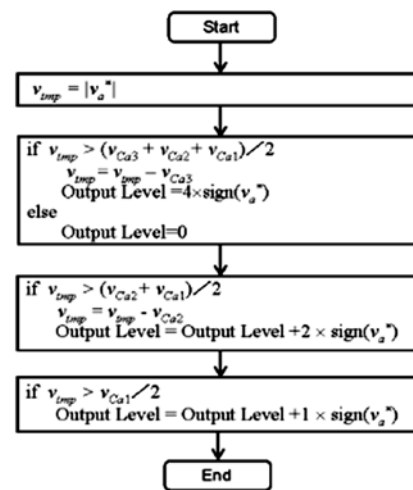 Start
v_tmp = |v_a*|
if v_tmp > (v_Ca3 + v_Ca2 + v_Ca1)/2
v_tmp = v_tmp − v_Ca3
Output Level =4×sign(v_a*)
else
Output Level=0
if v_tmp > (v_Ca2 + v_Ca1)/2
v_tmp = v_tmp - v_Ca2
Output Level = Output Level +2 × sign(v_a*)
if v_tmp > v_Ca1/2
Output Level = Output Level +1 × sign(v_a*)
End